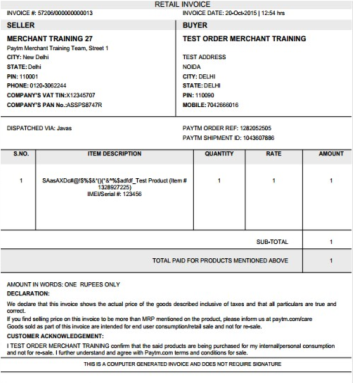 RETAIL INVOICE
INVOICE #: 57206/000000000013 INVOICE DATE: 20-Oct-2015 | 12:54 hrs
SELLER BUYER
MERCHANT TRAINING 27 TEST ORDER MERCHANT TRAINING
Paytm Merchant Training Team, Street 1
CITY: New Delhi TEST ADDRESS
STATE: Delhi NOIDA
PIN: 110001 CITY: DELHI
PHONE: 0120-3062244 STATE: DELHI
COMPANY'S VAT TIN:X12345707 PIN: 110090
COMPANY'S PAN No.:ASSPS8747R MOBILE: 7042666016
DISPATCHED VIA: Javas PAYTM ORDER REF: 1282052505
PAYTM SHIPMENT ID: 1043607886
S.NO. ITEM DESCRIPTION QUANTITY RATE AMOUNT
1 Test Product (Item # 1 1 1
1328927225)
IMEI/Serial #: 123456
SUB-TOTAL 1
TOTAL PAID FOR PRODUCTS MENTIONED ABOVE 1
AMOUNT IN WORDS: ONE RUPEES ONLY
DECLARATION:
We declare that this invoice shows the actual price of the goods described inclusive of taxes and that all particulars are true and
correct.
If you find selling price on this invoice to be more than MRP mentioned on the product, please inform us at paytm.com/care
Goods sold as part of this invoice are intended for end user consumption/retail sale and not for re-sale.
CUSTOMER ACKNOWLEDGEMENT:
I TEST ORDER MERCHANT TRAINING confirm that the said products are being purchased for my internal/personal consumption
and not for re-sale. I further understand and agree with Paytm.com terms and conditions for sale.
THIS IS A COMPUTER GENERATED INVOICE AND DOES NOT REQUIRE SIGNATURE